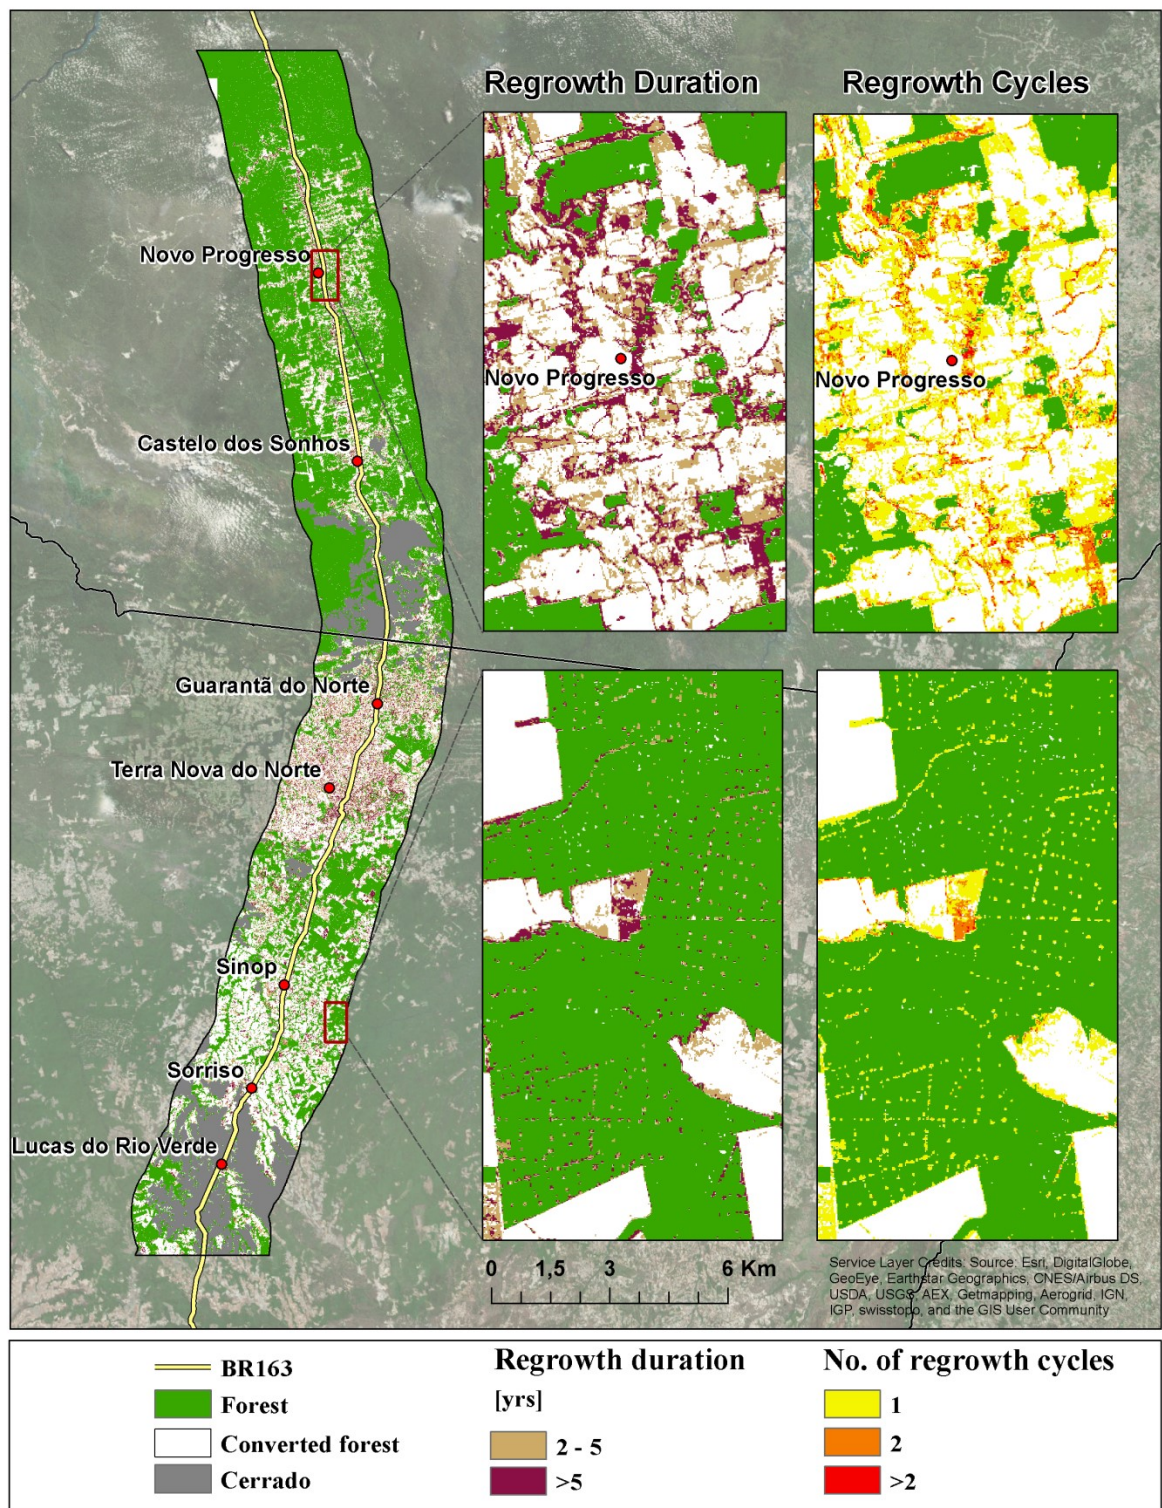 Regrowth Duration
Regrowth Cycles
Novo Progresso
Novo Progresso
Novo Progresso
Castelo dos Sonhos
Guarantã do Norte
Terra Nova do Norte
Sinop
Sorriso
Lucas do Rio Verde
0 1,5 3 6 Km
Service Layer Credits: Source: Esri, DigitalGlobe,
GeoEye, Earthstar Geographics, CNES/Airbus DS,
USDA, USGS, AEX, Getmapping, Aerogrid, IGN,
IGP, swisstopo, and the GIS User Community
BR163
Forest
Converted forest
Cerrado
Regrowth duration
[yrs]
2 - 5
>5
No. of regrowth cycles
1
2
>2